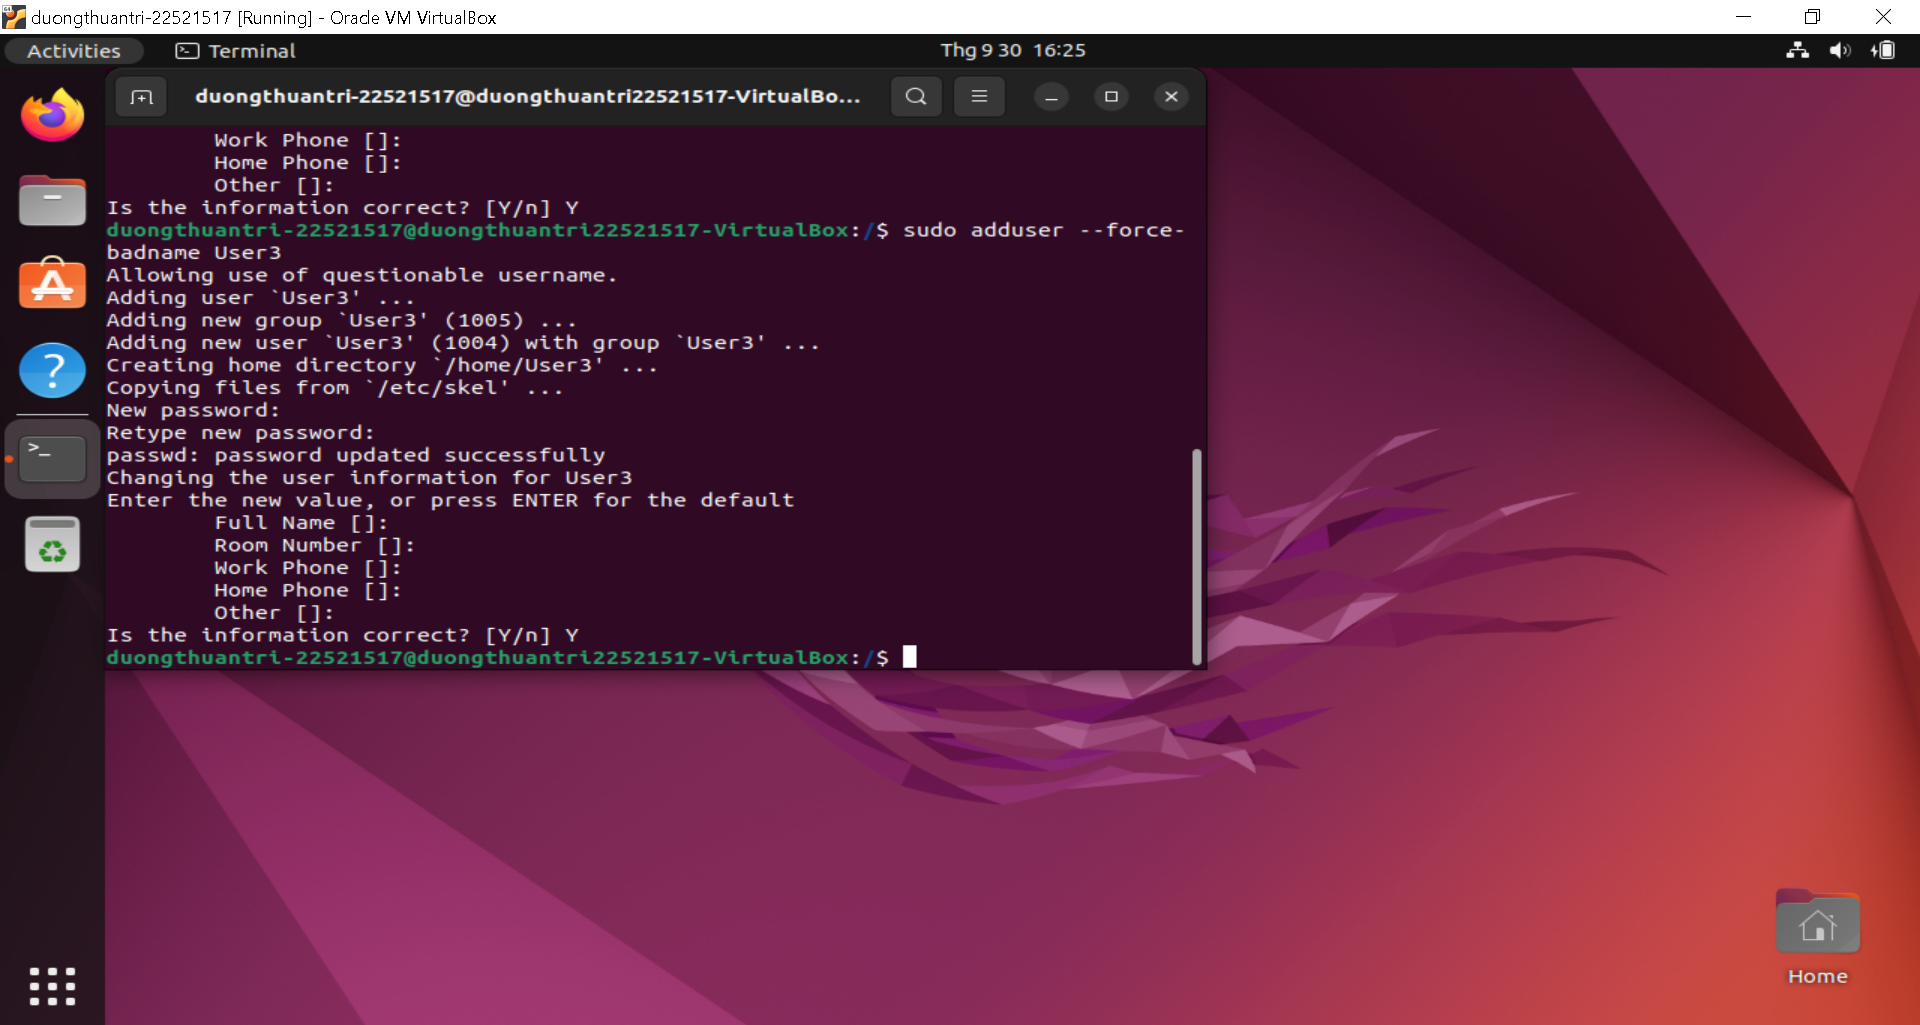 duongthuantri-22521517 [Running] - Oracle VM VirtualBox
Activities
Terminal
Thg 9 30 16:25
duongthuantri-22521517@duongthuantri22521517-VirtualBo...
Work Phone []:
Home Phone []:
Other []:
Is the information correct? [Y/n] Y
duongthuantri-22521517@duongthuantri22521517-VirtualBox:/$ sudo adduser --force-
badname User3
Allowing use of questionable username.
Adding user `User3' ...
Adding new group `User3' (1005) ...
Adding new user `User3' (1004) with group `User3' ...
Creating home directory `/home/User3' ...
Copying files from `/etc/skel' ...
New password:
Retype new password:
passwd: password updated successfully
Changing the user information for User3
Enter the new value, or press ENTER for the default
Full Name []:
Room Number []:
Work Phone []:
Home Phone []:
Other []:
Is the information correct? [Y/n] Y
duongthuantri-22521517@duongthuantri22521517-VirtualBox:/$
Home